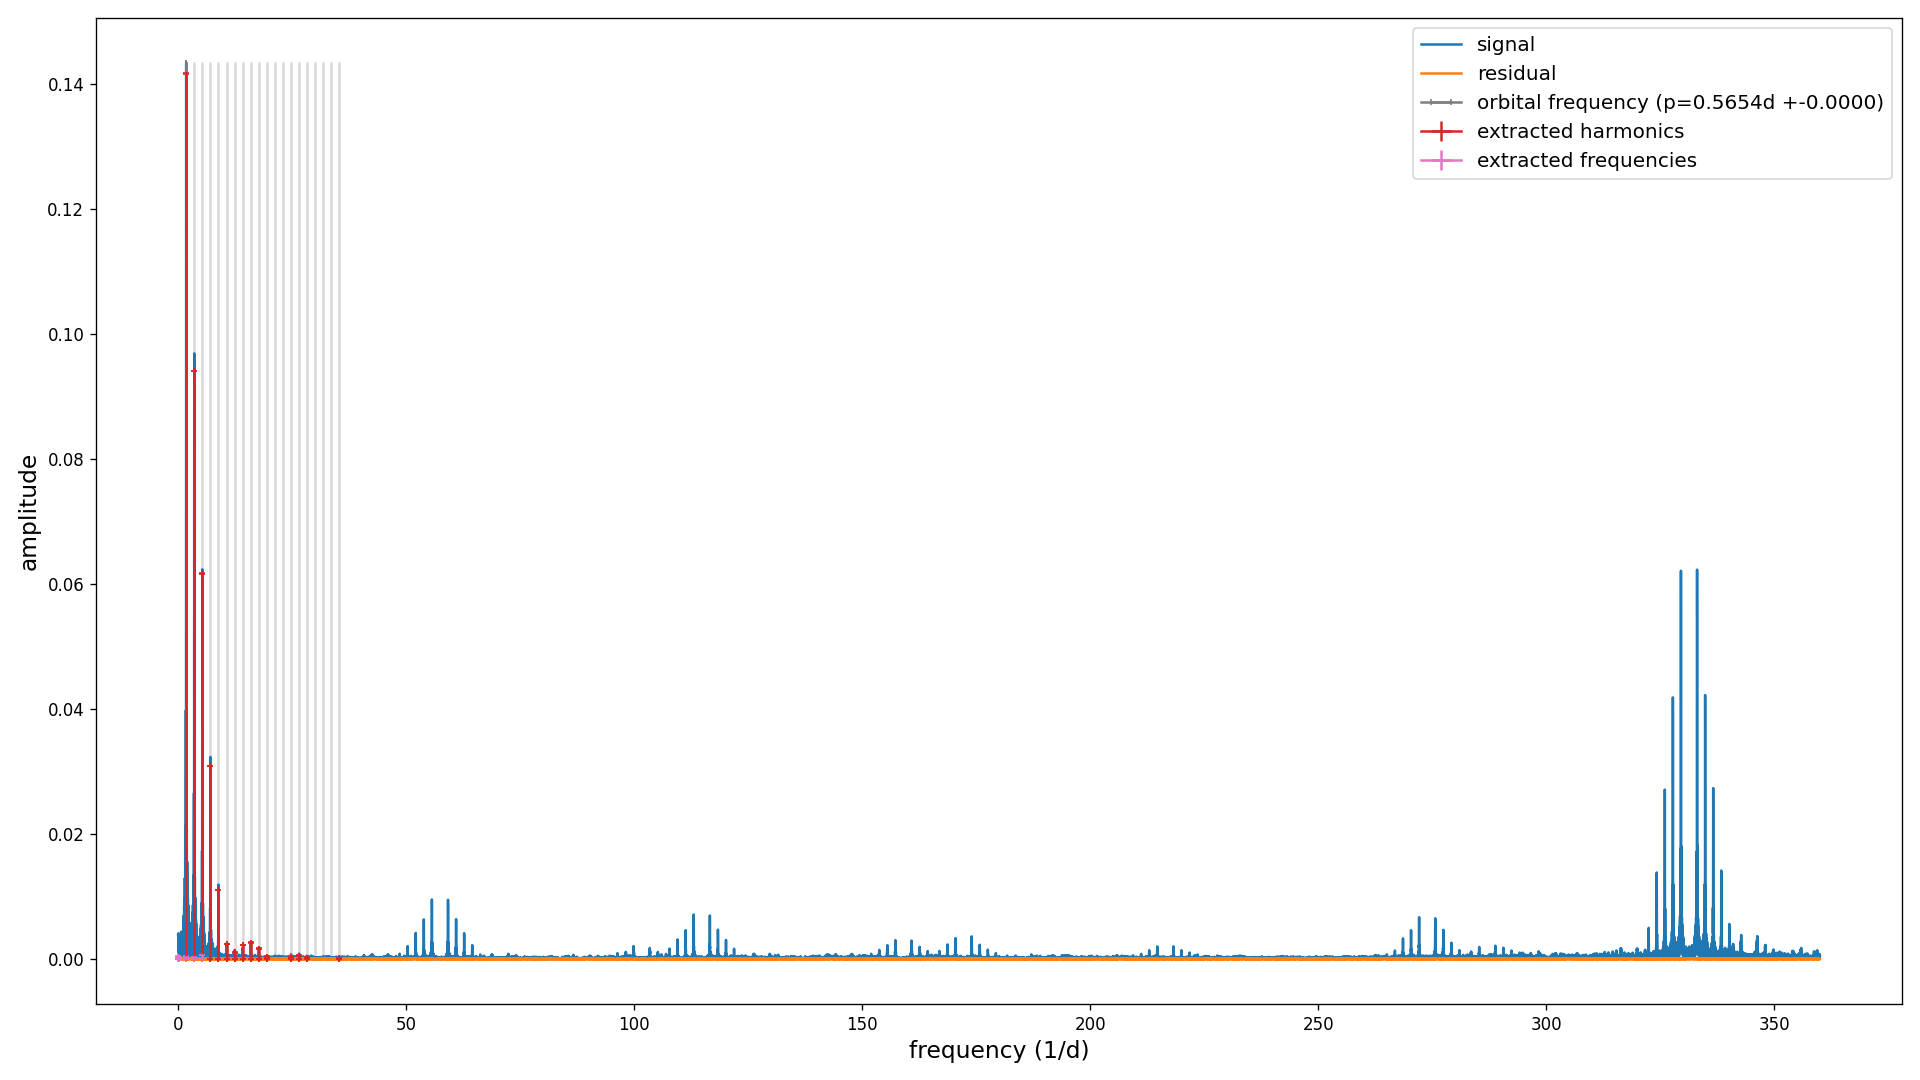 signal
residual
orbital frequency (p=0.5654d +-0.0000)
extracted harmonics
extracted frequencies
0.14
0.12
0.10
0.08
0.06
0.04
0.02
0.00
amplitude
0 50 100 150 200 250 300 350
frequency (1/d)